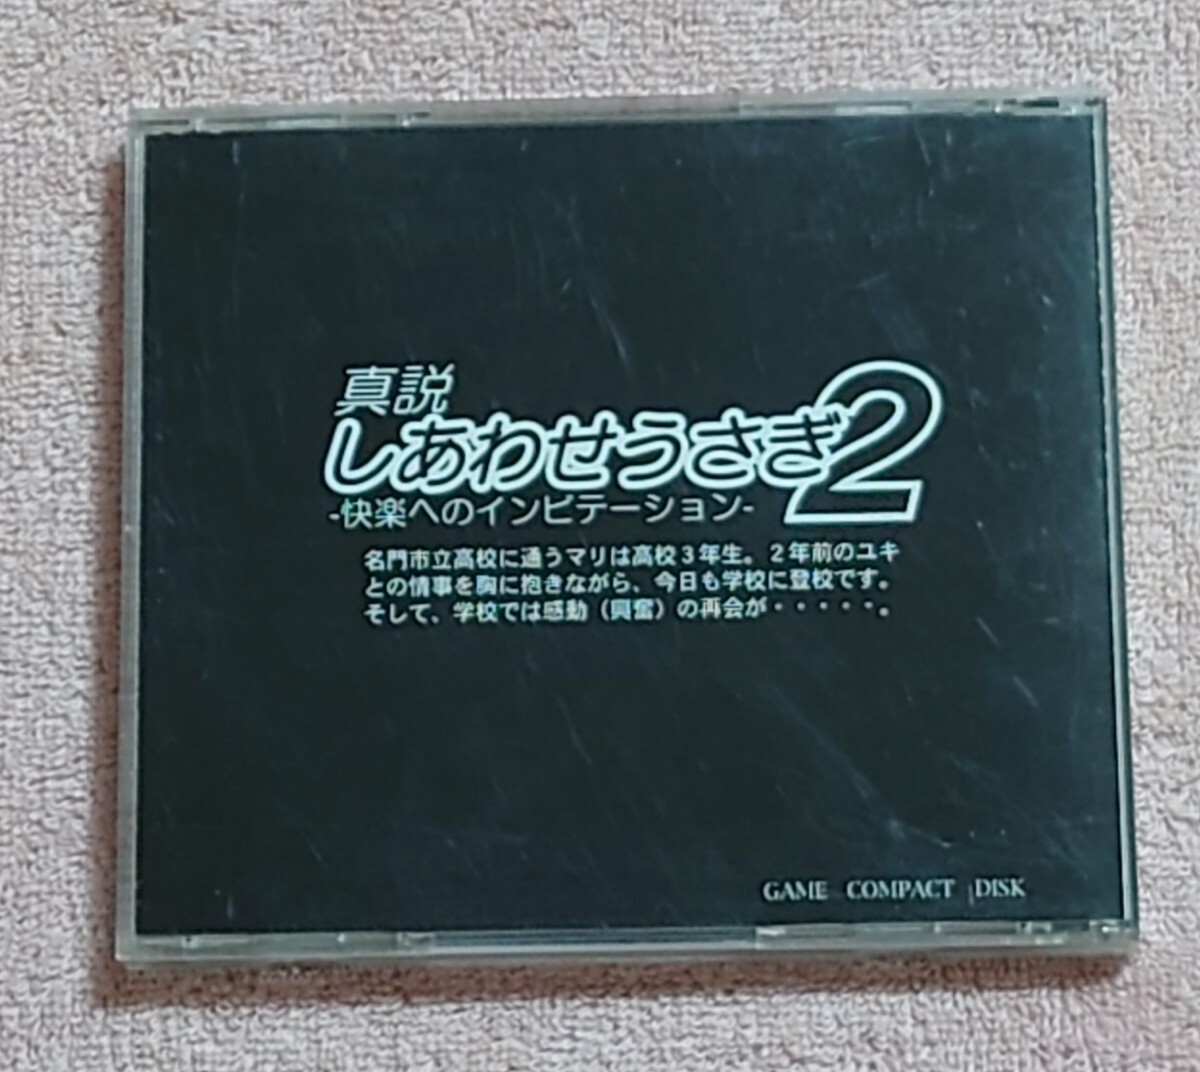 真説
しあわせうさぎ2
-快楽へのインビテーション-
名門市立高校に通うマリは高校3年生。2年前のユキ
との情事を胸に抱きながら、今日も学校に登校です。
そして、学校では感動（興奮）の再会が・・・・・。
GAME COMPACT DISK